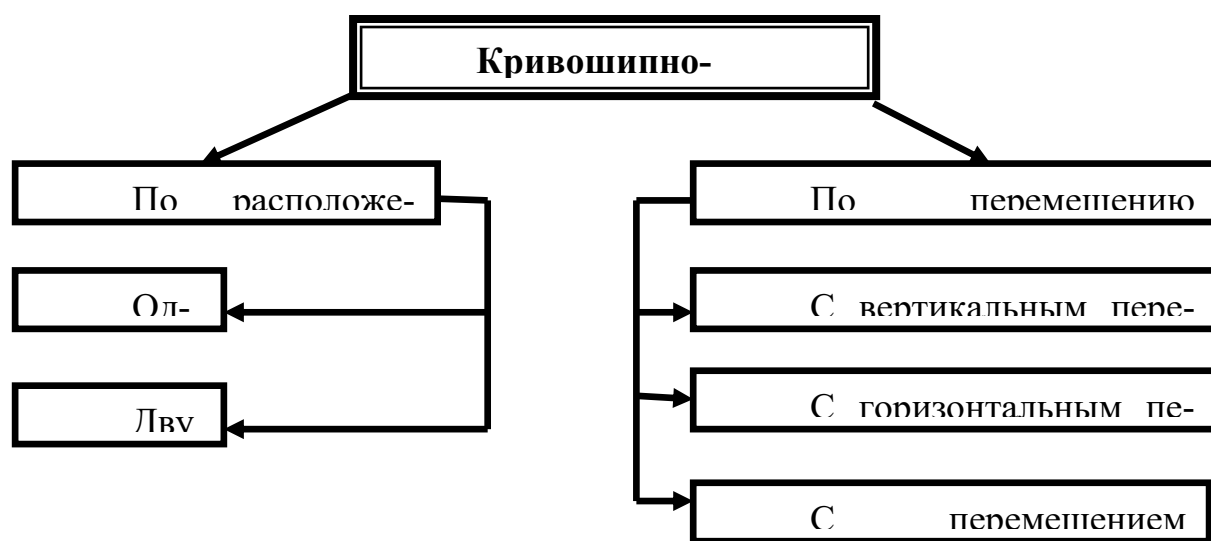 Кривошипно-
По расположе-
По перемещению
Од-
С вертикальным пере-
С горизонтальным пе-
Дву
С перемещением